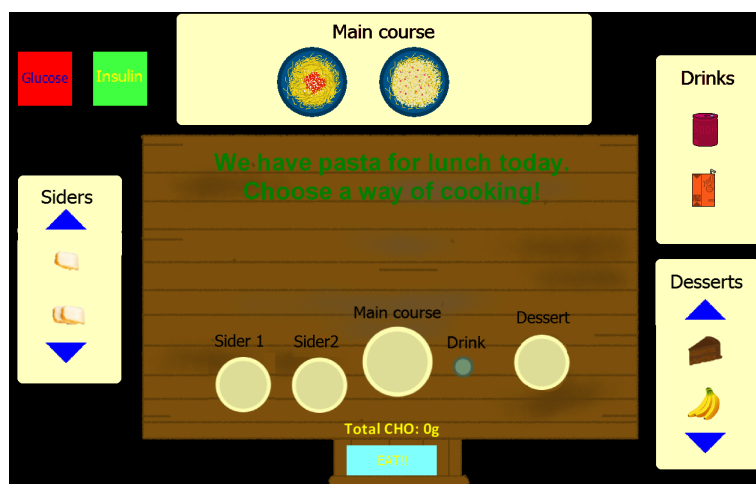 Main course
Glucose
Insulin
Drinks
We have pasta for lunch today.
Choose a way of cooking!
Siders
Desserts
Main course
Sider 1
Sider2
Drink
Dessert
Total CHO: 0g
EAT!!